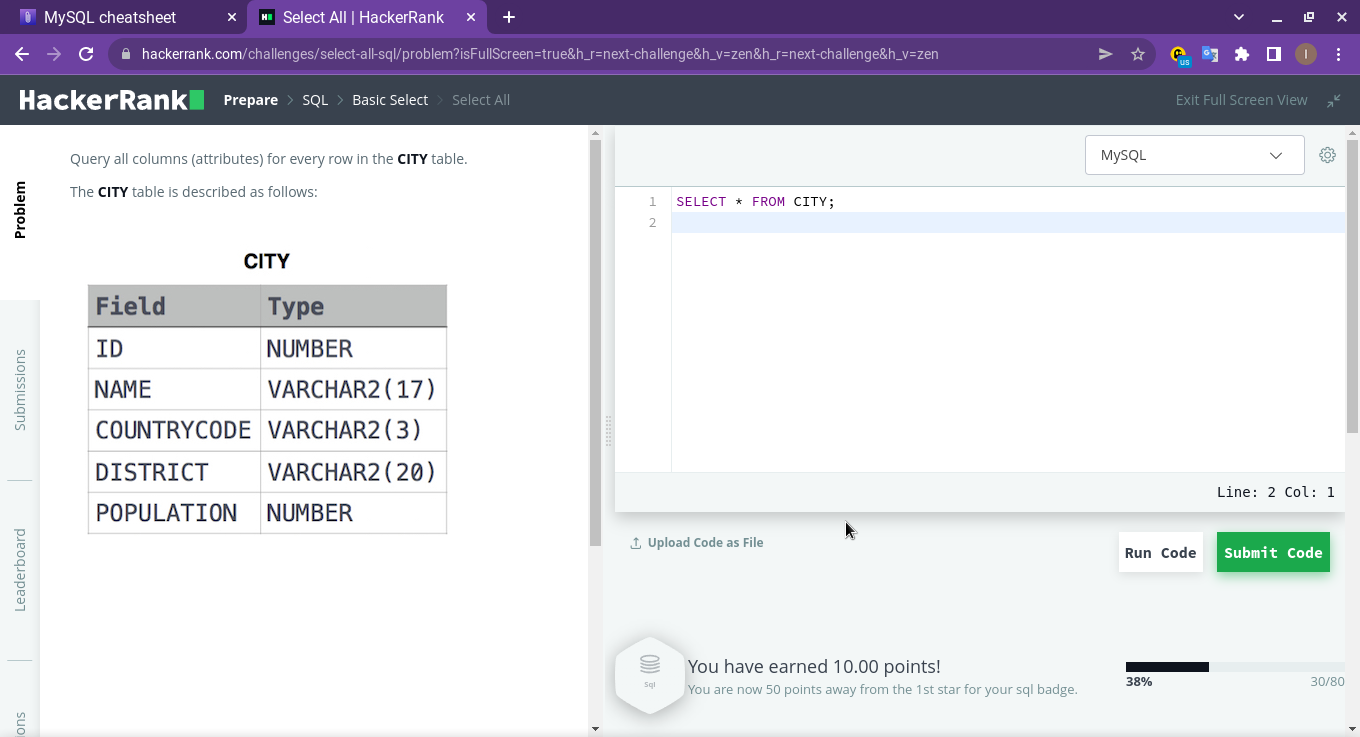 MySQL cheatsheet
Select All | HackerRank
hackerrank.com/challenges/select-all-sql/problem?isFullScreen=true&h_r=next-challenge&h_v=zen&h_r=next-challenge&h_v=zen
us
I
HackerRank
Prepare > SQL > Basic Select > Select All
Exit Full Screen View
Problem
Submissions
Leaderboard
Query all columns (attributes) for every row in the CITY table.
The CITY table is described as follows:
CITY
Field Type
ID NUMBER
NAME VARCHAR2(17)
COUNTRYCODE VARCHAR2(3)
DISTRICT VARCHAR2(20)
POPULATION NUMBER
MySQL
1 SELECT * FROM CITY;
2
Line: 2 Col: 1
Upload Code as File
Run Code
Submit Code
Sql
You have earned 10.00 points!
You are now 50 points away from the 1st star for your sql badge.
38%
30/80